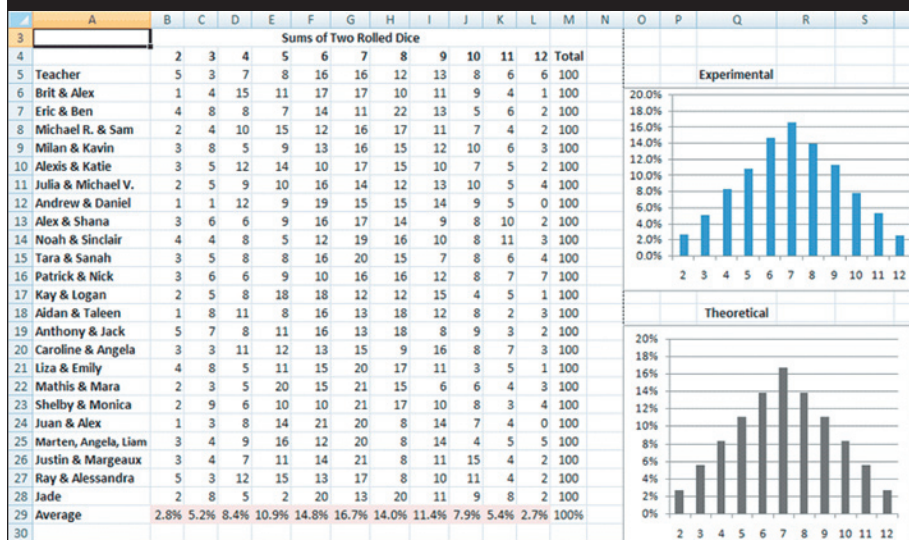 A B C D E F G H I J K L M N O P Q R S
3 Sums of Two Rolled Dice
4 2 3 4 5 6 7 8 9 10 11 12 Total
5 Teacher 5 3 7 8 16 16 12 13 8 6 6 100
6 Brit & Alex 1 4 15 11 17 17 10 11 9 4 1 100
7 Eric & Ben 4 8 8 7 14 11 22 13 5 6 2 100
8 Michael R. & Sam 2 4 10 15 12 16 17 11 7 4 2 100
9 Milan & Kavin 3 8 5 9 13 16 15 12 10 6 3 100
10 Alexis & Katie 3 5 12 14 10 17 15 10 7 5 2 100
11 Julia & Michael V. 2 5 9 10 16 14 12 13 10 5 4 100
12 Andrew & Daniel 1 1 12 9 19 15 15 14 9 5 0 100
13 Alex & Shana 3 6 6 9 16 17 14 9 8 10 2 100
14 Noah & Sinclair 4 4 8 5 12 19 16 10 8 11 3 100
15 Tara & Sanah 3 5 8 8 16 20 15 7 8 6 4 100
16 Patrick & Nick 3 6 6 9 10 16 16 12 8 7 7 100
17 Kay & Logan 2 5 8 18 18 12 12 15 4 5 1 100
18 Aidan & Taleen 1 8 11 8 16 13 18 12 8 2 3 100
19 Anthony & Jack 5 7 8 11 16 13 18 8 9 3 2 100
20 Caroline & Angela 3 3 11 12 13 15 9 16 8 7 3 100
21 Liza & Emily 4 8 5 11 15 20 17 11 3 5 1 100
22 Mathis & Mara 2 3 5 20 15 21 15 6 6 4 3 100
23 Shelby & Monica 2 9 6 10 10 21 17 10 8 3 4 100
24 Juan & Alex 1 3 8 14 21 20 8 14 7 4 0 100
25 Marten, Angela, Liam 3 4 9 16 12 20 8 14 4 5 5 100
26 Justin & Margeaux 3 4 7 11 14 21 8 11 15 4 2 100
27 Ray & Alessandra 5 3 12 15 13 17 8 10 11 4 2 100
28 Jade 2 8 5 2 20 13 20 11 9 8 2 100
29 Average 2.8% 5.2% 8.4% 10.9% 14.8% 16.7% 14.0% 11.4% 7.9% 5.4% 2.7% 100%
30
Experimental
20.0%
18.0%
16.0%
14.0%
12.0%
10.0%
8.0%
6.0%
4.0%
2.0%
0.0%
2 3 4 5 6 7 8 9 10 11 12
Theoretical
20%
18%
16%
14%
12%
10%
8%
6%
4%
2%
0%
2 3 4 5 6 7 8 9 10 11 12